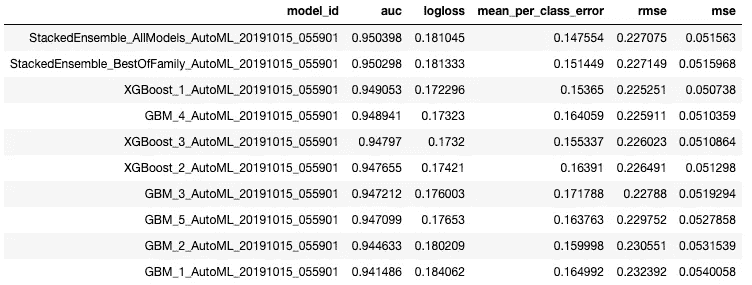 model_id auc logloss mean_per_class_error rmse mse
StackedEnsemble_AllModels_AutoML_20191015_055901 0.950398 0.181045 0.147554 0.227075 0.051563
StackedEnsemble_BestOfFamily_AutoML_20191015_055901 0.950298 0.181333 0.151449 0.227149 0.0515968
XGBoost_1_AutoML_20191015_055901 0.949053 0.172296 0.15365 0.225251 0.050738
GBM_4_AutoML_20191015_055901 0.948941 0.17323 0.164059 0.225911 0.0510359
XGBoost_3_AutoML_20191015_055901 0.94797 0.1732 0.155337 0.226023 0.0510864
XGBoost_2_AutoML_20191015_055901 0.947655 0.17421 0.16391 0.226491 0.051298
GBM_3_AutoML_20191015_055901 0.947212 0.176003 0.171788 0.22788 0.0519294
GBM_5_AutoML_20191015_055901 0.947099 0.17653 0.163763 0.229752 0.0527858
GBM_2_AutoML_20191015_055901 0.944633 0.180209 0.159998 0.230551 0.0531539
GBM_1_AutoML_20191015_055901 0.941486 0.184062 0.164992 0.232392 0.0540058